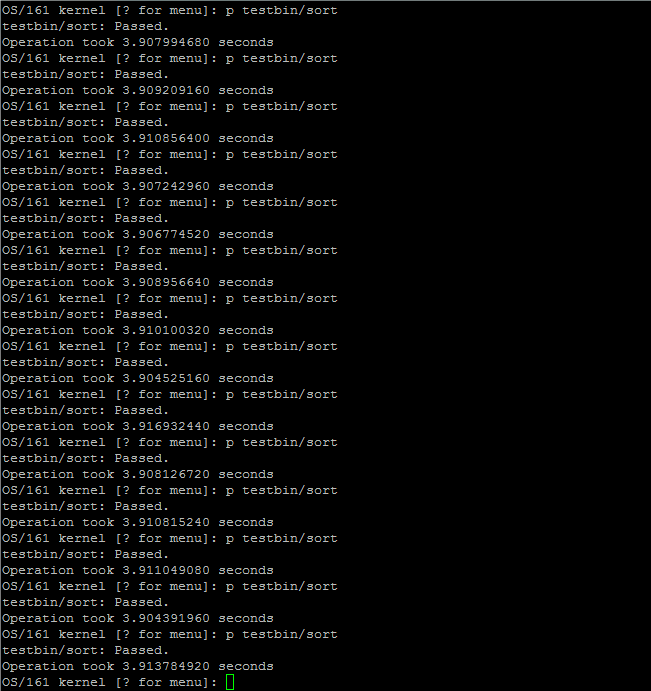 OS/161 kernel [? for menu]: p testbin/sort
testbin/sort: Passed.
Operation took 3.907994680 seconds
OS/161 kernel [? for menu]: p testbin/sort
testbin/sort: Passed.
Operation took 3.909209160 seconds
OS/161 kernel [? for menu]: p testbin/sort
testbin/sort: Passed.
Operation took 3.910856400 seconds
OS/161 kernel [? for menu]: p testbin/sort
testbin/sort: Passed.
Operation took 3.907242960 seconds
OS/161 kernel [? for menu]: p testbin/sort
testbin/sort: Passed.
Operation took 3.906774520 seconds
OS/161 kernel [? for menu]: p testbin/sort
testbin/sort: Passed.
Operation took 3.908956640 seconds
OS/161 kernel [? for menu]: p testbin/sort
testbin/sort: Passed.
Operation took 3.910100320 seconds
OS/161 kernel [? for menu]: p testbin/sort
testbin/sort: Passed.
Operation took 3.904525160 seconds
OS/161 kernel [? for menu]: p testbin/sort
testbin/sort: Passed.
Operation took 3.916932440 seconds
OS/161 kernel [? for menu]: p testbin/sort
testbin/sort: Passed.
Operation took 3.908126720 seconds
OS/161 kernel [? for menu]: p testbin/sort
testbin/sort: Passed.
Operation took 3.910815240 seconds
OS/161 kernel [? for menu]: p testbin/sort
testbin/sort: Passed.
Operation took 3.911049080 seconds
OS/161 kernel [? for menu]: p testbin/sort
testbin/sort: Passed.
Operation took 3.904391960 seconds
OS/161 kernel [? for menu]: p testbin/sort
testbin/sort: Passed.
Operation took 3.913784920 seconds
OS/161 kernel [? for menu]: